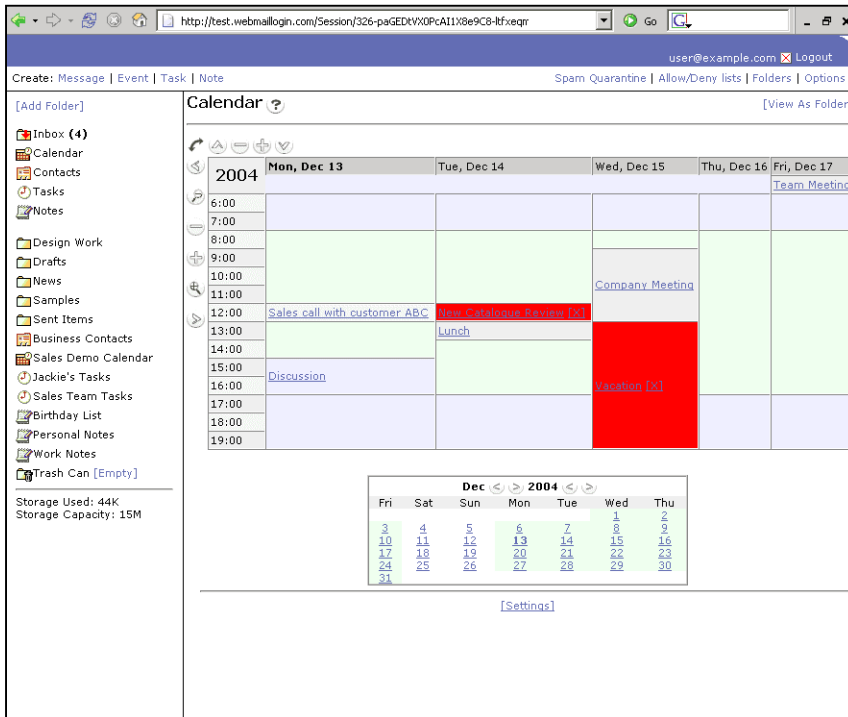 http://test.webmaillogin.com/Session/326-paGEDtVX0PcAI1X8e9C8-ltfxeqrr
Go
G
user@example.com Logout
Create: Message | Event | Task | Note
Spam Quarantine | Allow/Deny lists | Folders | Options
[Add Folder]
Inbox (4)
Calendar
Contacts
Tasks
Notes
Design Work
Drafts
News
Samples
Sent Items
Business Contacts
Sales Demo Calendar
Jackie's Tasks
Sales Team Tasks
Birthday List
Personal Notes
Work Notes
Trash Can [Empty]
Storage Used: 44K
Storage Capacity: 15M
Calendar ?
[View As Folder
2004 Mon, Dec 13 Tue, Dec 14 Wed, Dec 15 Thu, Dec 16 Fri, Dec 17
Team Meeting
6:00
7:00
8:00
9:00
10:00
Company Meeting
11:00
12:00 Sales call with customer ABC New Catalogue Review [X]
13:00 Lunch
14:00
15:00
Discussion
16:00 Vacation [X]
17:00
18:00
19:00
Dec < > 2004 < >
Fri Sat Sun Mon Tue Wed Thu
1 2
3 4 5 6 7 8 9
10 11 12 13 14 15 16
17 18 19 20 21 22 23
24 25 26 27 28 29 30
31
[Settings]